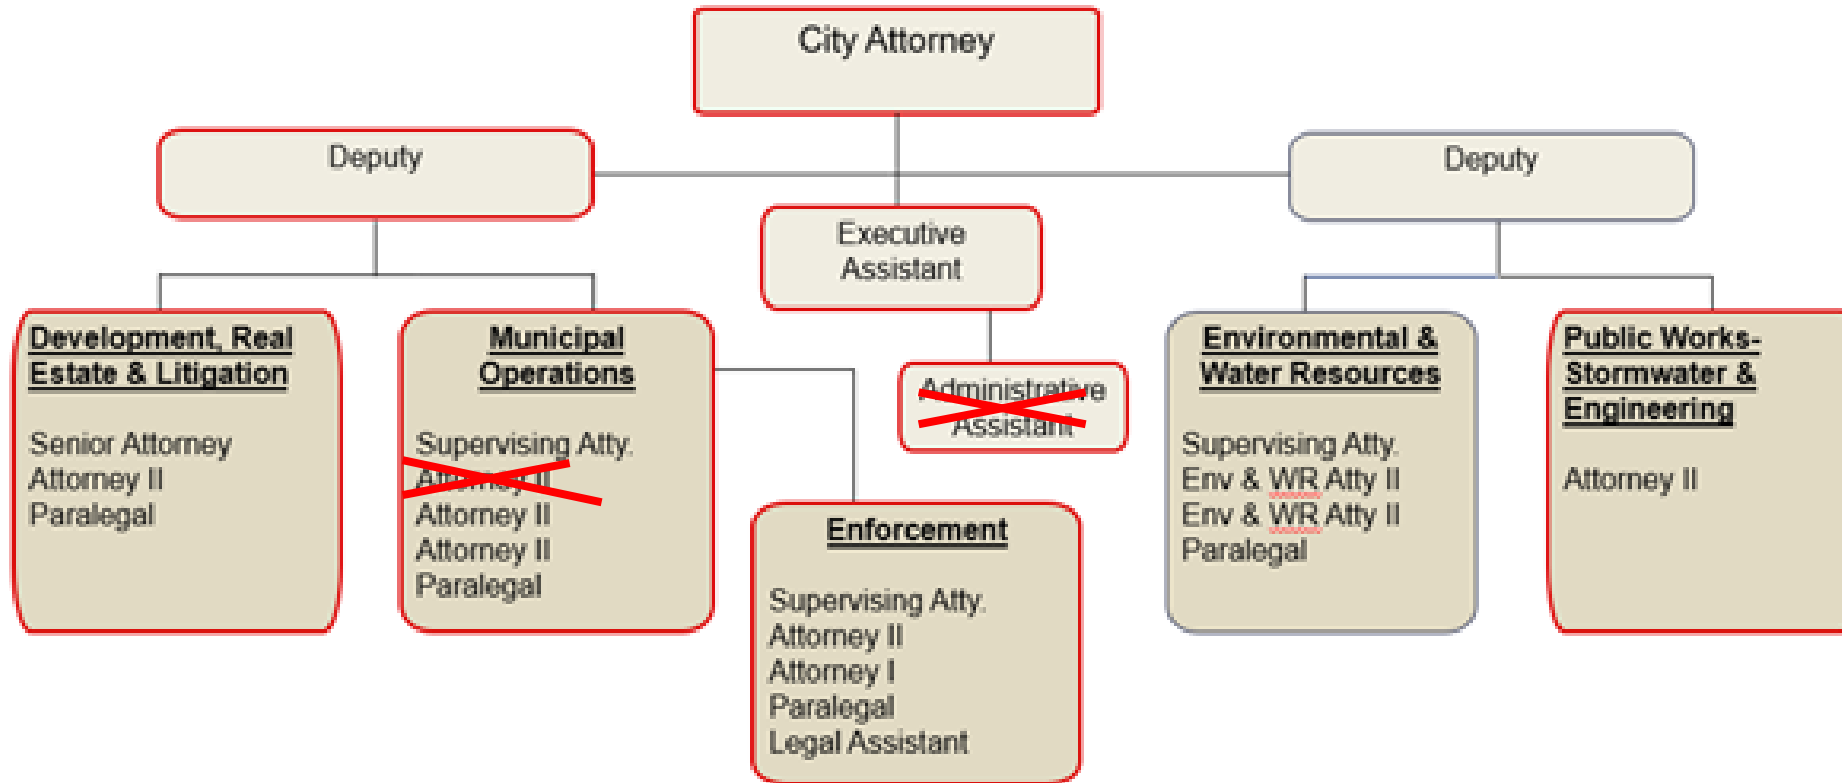 City Attorney
Deputy
Deputy
Executive
Assistant
Administrative
Assistant
Development, Real
Estate & Litigation
Senior Attorney
Attorney II
Paralegal
Municipal
Operations
Supervising Atty.
Attorney II
Attorney II
Attorney II
Paralegal
Enforcement
Supervising Atty.
Attorney II
Attorney I
Paralegal
Legal Assistant
Environmental &
Water Resources
Supervising Atty.
Env & WR Atty II
Env & WR Atty II
Paralegal
Public Works-
Stormwater &
Engineering
Attorney II